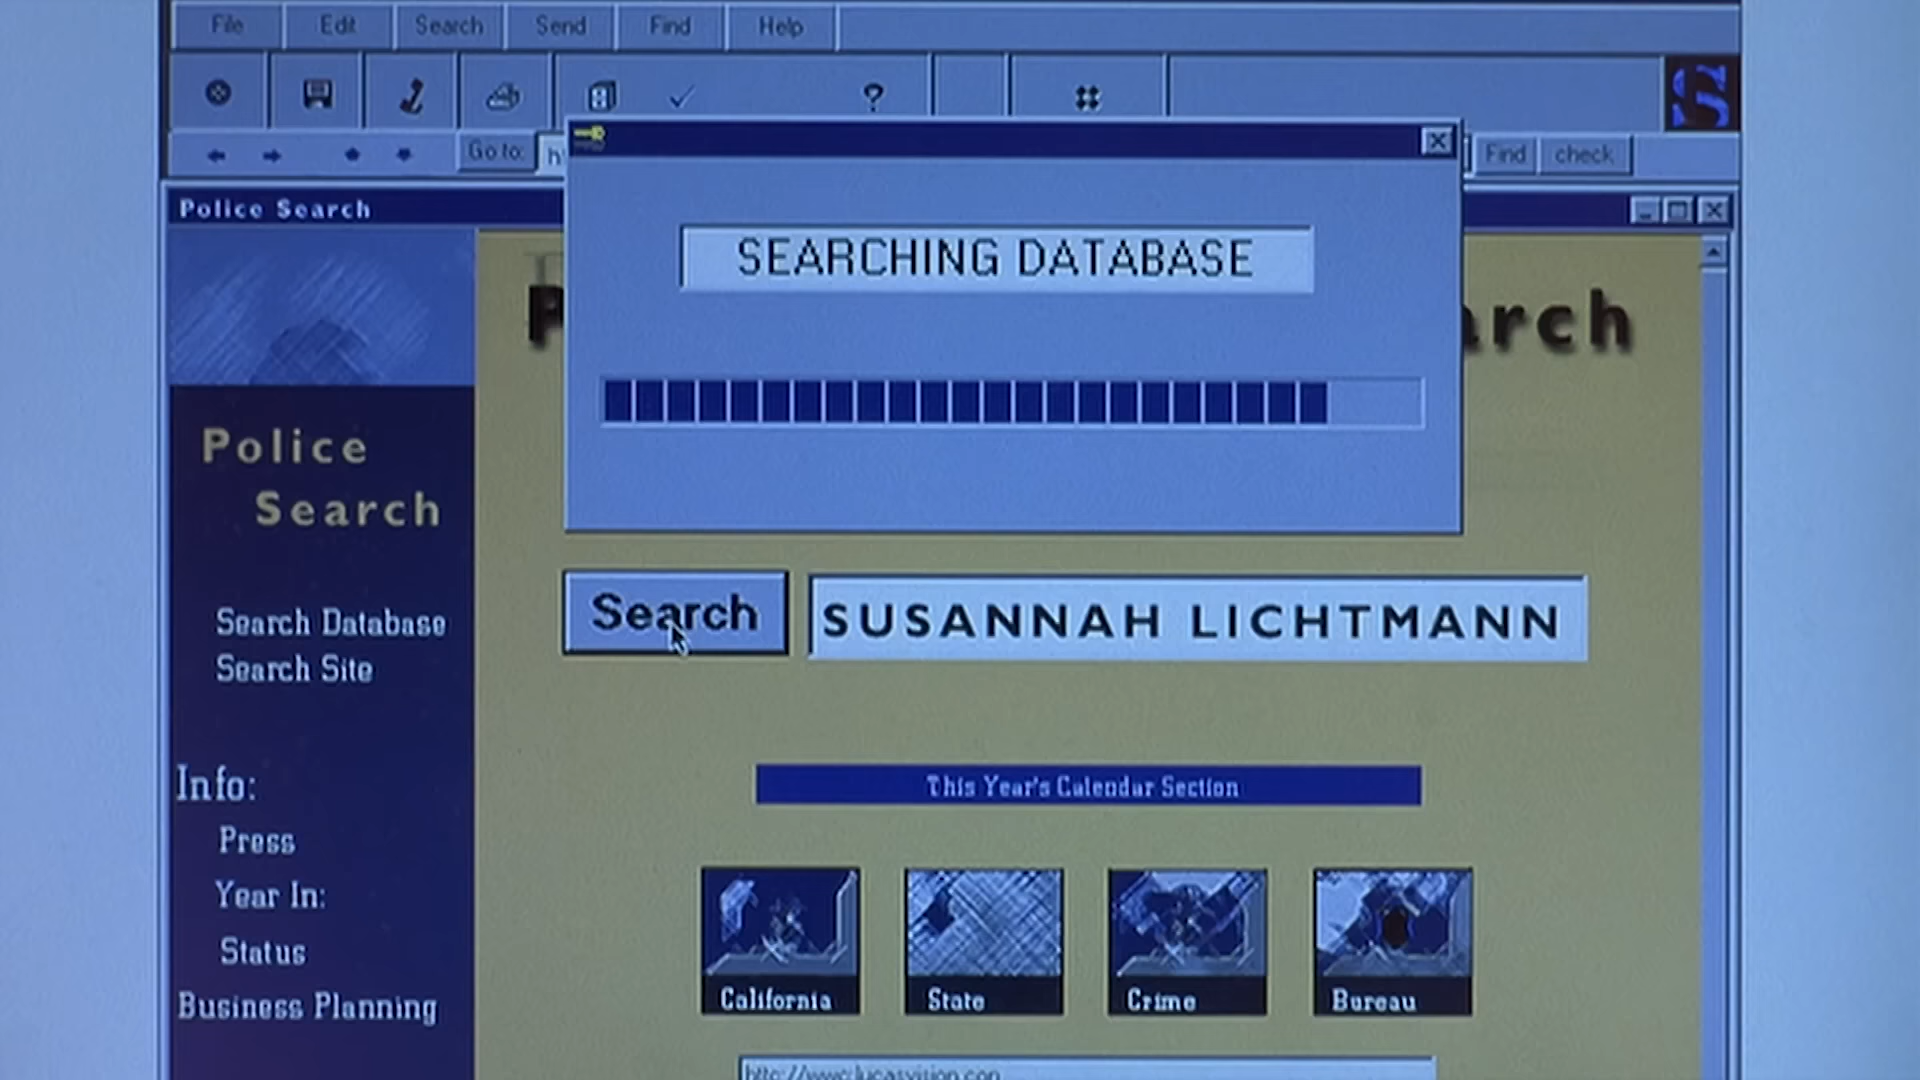 File Edit Search Send Find Help
Go to:
Find check
Police Search
SEARCHING DATABASE
Police
Search
Search SUSANNAH LICHTMANN
Search Database
Search Site
This Year's Calendar Section
Info:
Press
Year In:
Status
Business Planning
California State Crime Bureau